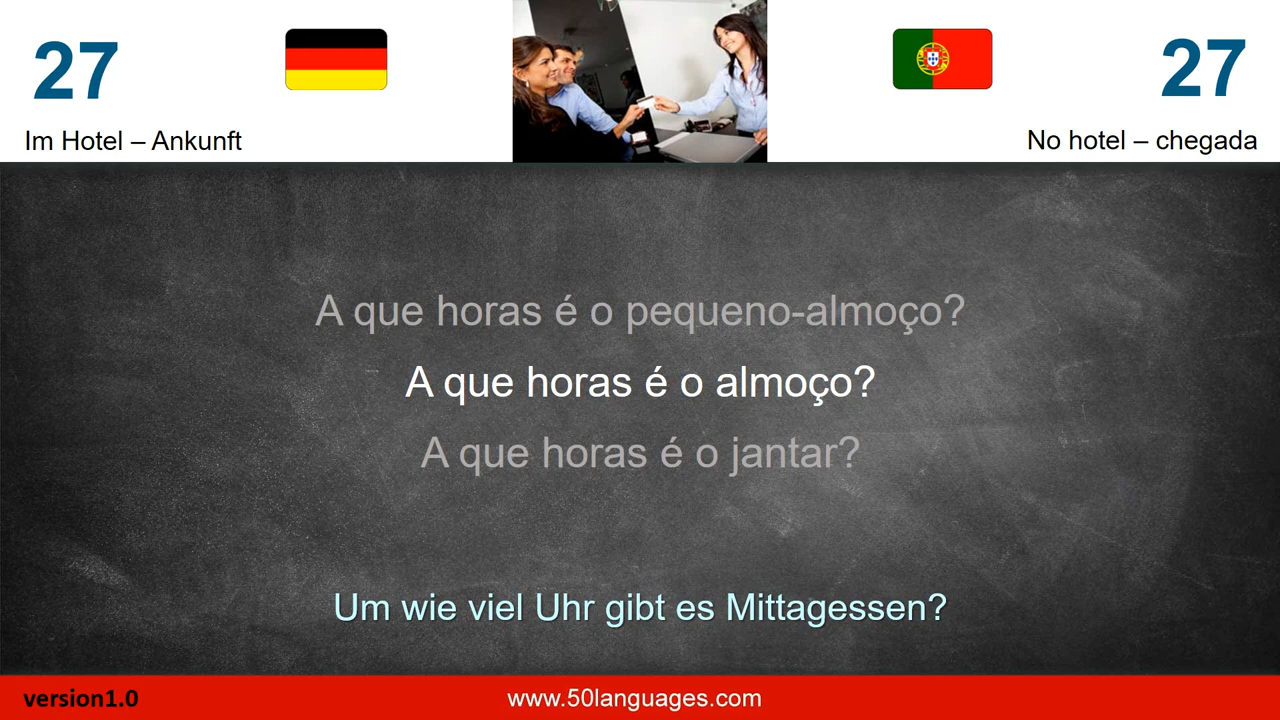 27
27
Im Hotel – Ankunft
No hotel – chegada
A que horas é o pequeno-almoço?
A que horas é o almoço?
A que horas é o jantar?
Um wie viel Uhr gibt es Mittagessen?
version1.0
www.50languages.com